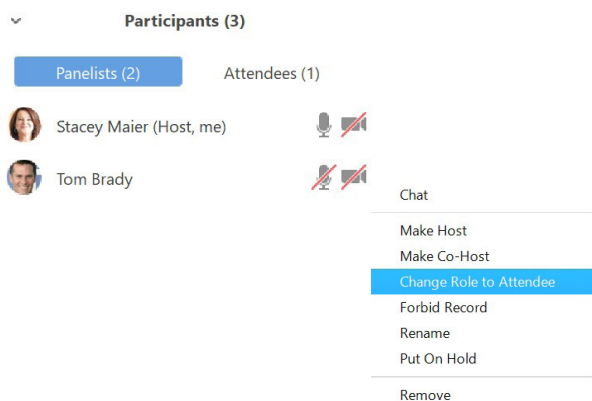 Participants (3)
Panelists (2) Attendees (1)
Stacey Maier (Host, me)
Tom Brady
Chat
Make Host
Make Co-Host
Change Role to Attendee
Forbid Record
Rename
Put On Hold
Remove